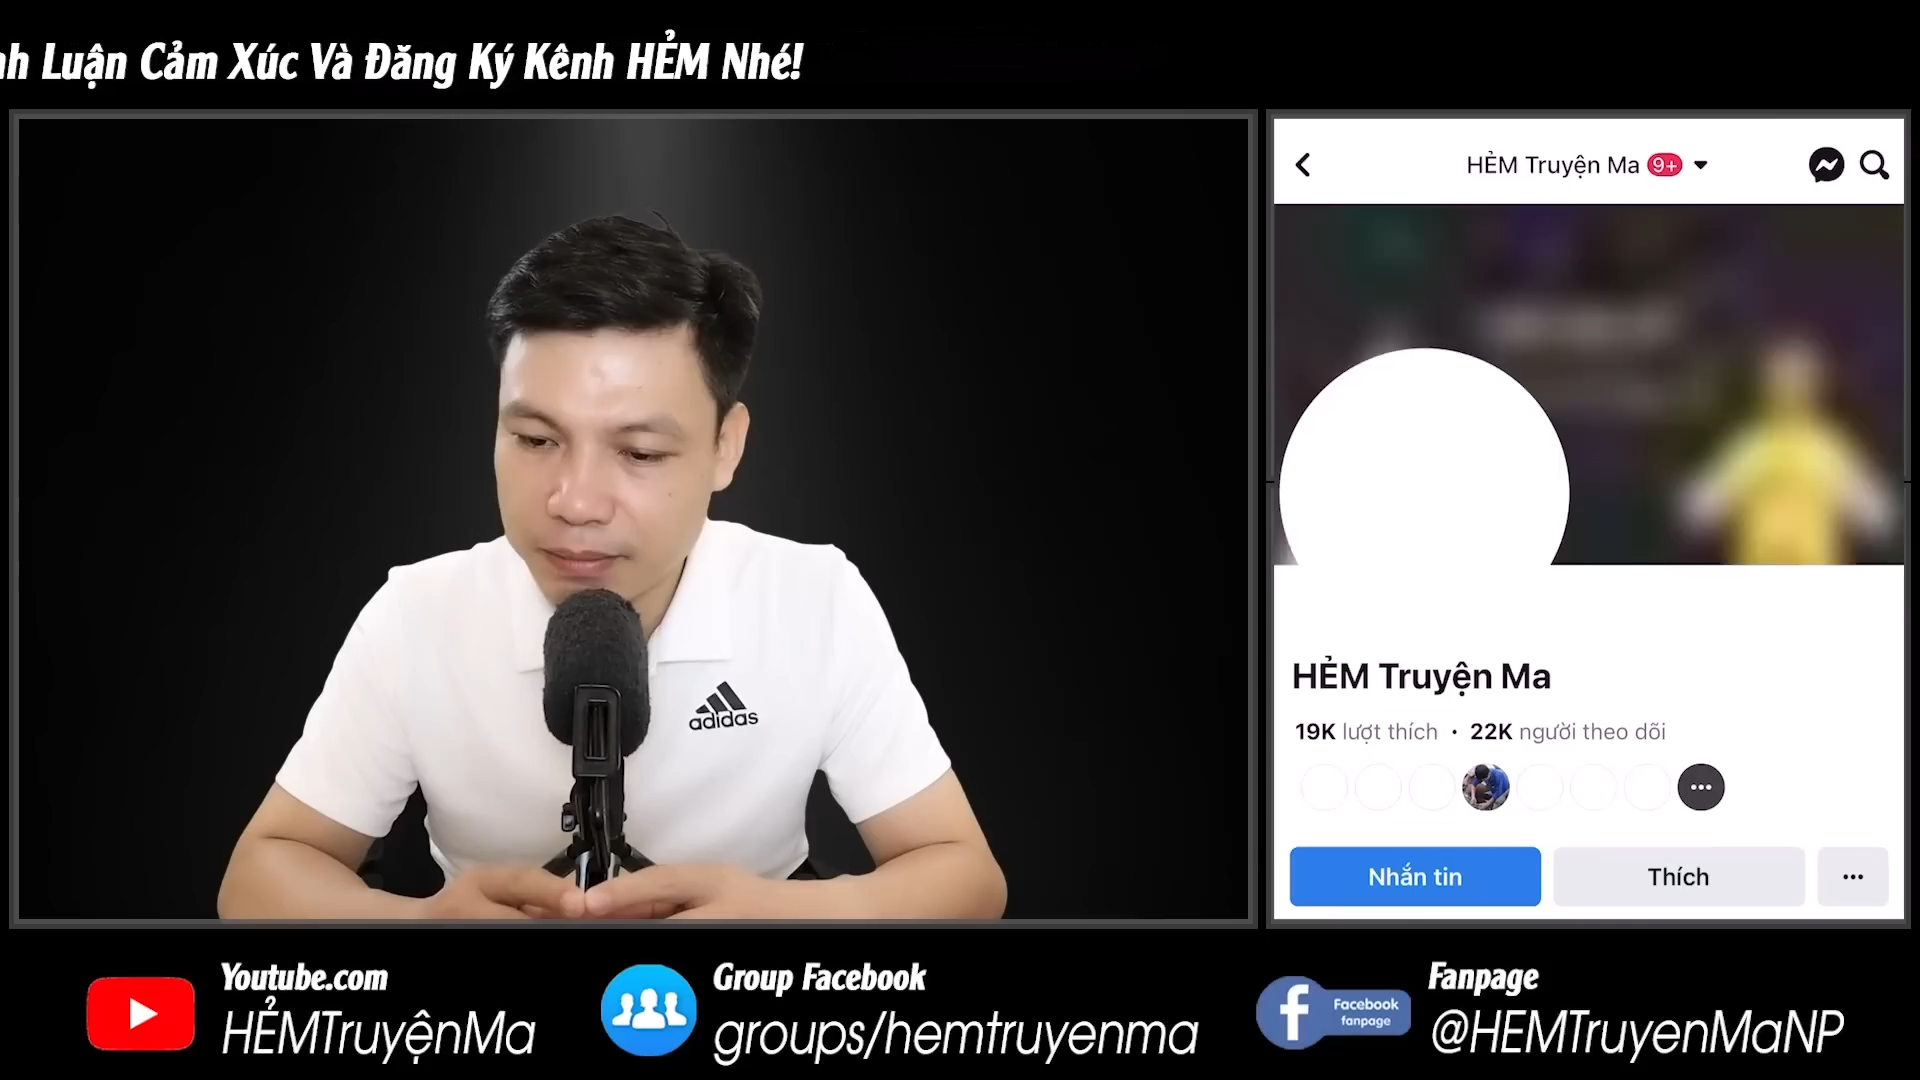 nh Luận Cảm Xúc Và Đăng Ký Kênh HẺM Nhé!
HẺM Truyện Ma 9+
adidas
HẺM Truyện Ma
19K lượt thích · 22K người theo dõi
Nhắn tin
Thích
Youtube.com
HẺMTruyệnMa
Group Facebook
groups/hemtruyenma
Facebook
fanpage
Fanpage
@HEMTruyenMaNP